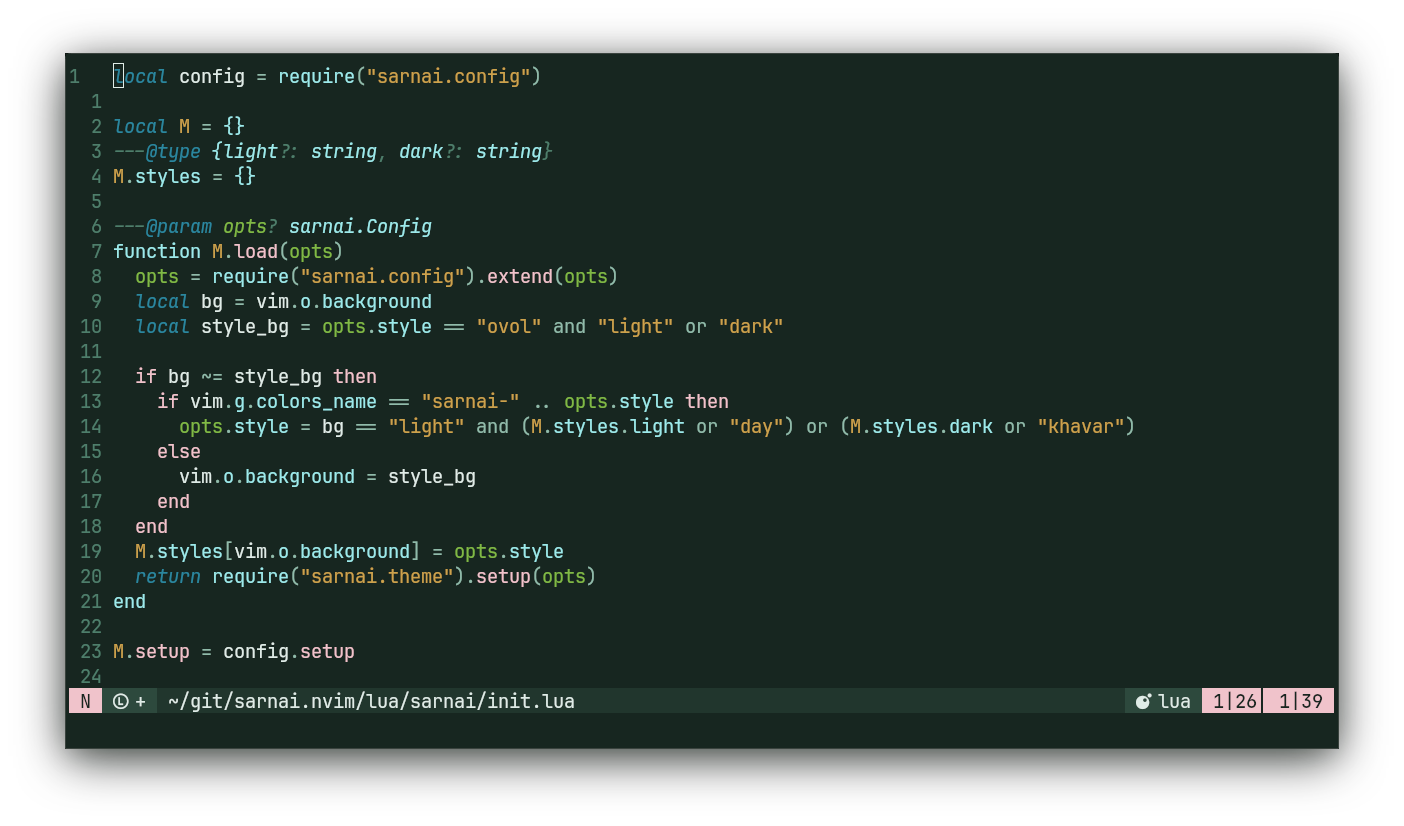 1   local config = require("sarnai.config")
  1
  2 local M = {}
  3 ---@type {light?: string, dark?: string}
  4 M.styles = {}
  5
  6 ---@param opts? sarnai.Config
  7 function M.load(opts)
  8   opts = require("sarnai.config").extend(opts)
  9   local bg = vim.o.background
 10   local style_bg = opts.style == "ovol" and "light" or "dark"
 11
 12   if bg ~= style_bg then
 13     if vim.g.colors_name == "sarnai-" .. opts.style then
 14       opts.style = bg == "light" and (M.styles.light or "day") or (M.styles.dark or "khavar")
 15     else
 16       vim.o.background = style_bg
 17     end
 18   end
 19   M.styles[vim.o.background] = opts.style
 20   return require("sarnai.theme").setup(opts)
 21 end
 22
 23 M.setup = config.setup
 24
N L + ~/git/sarnai.nvim/lua/sarnai/init.lua lua 1|26 1|39